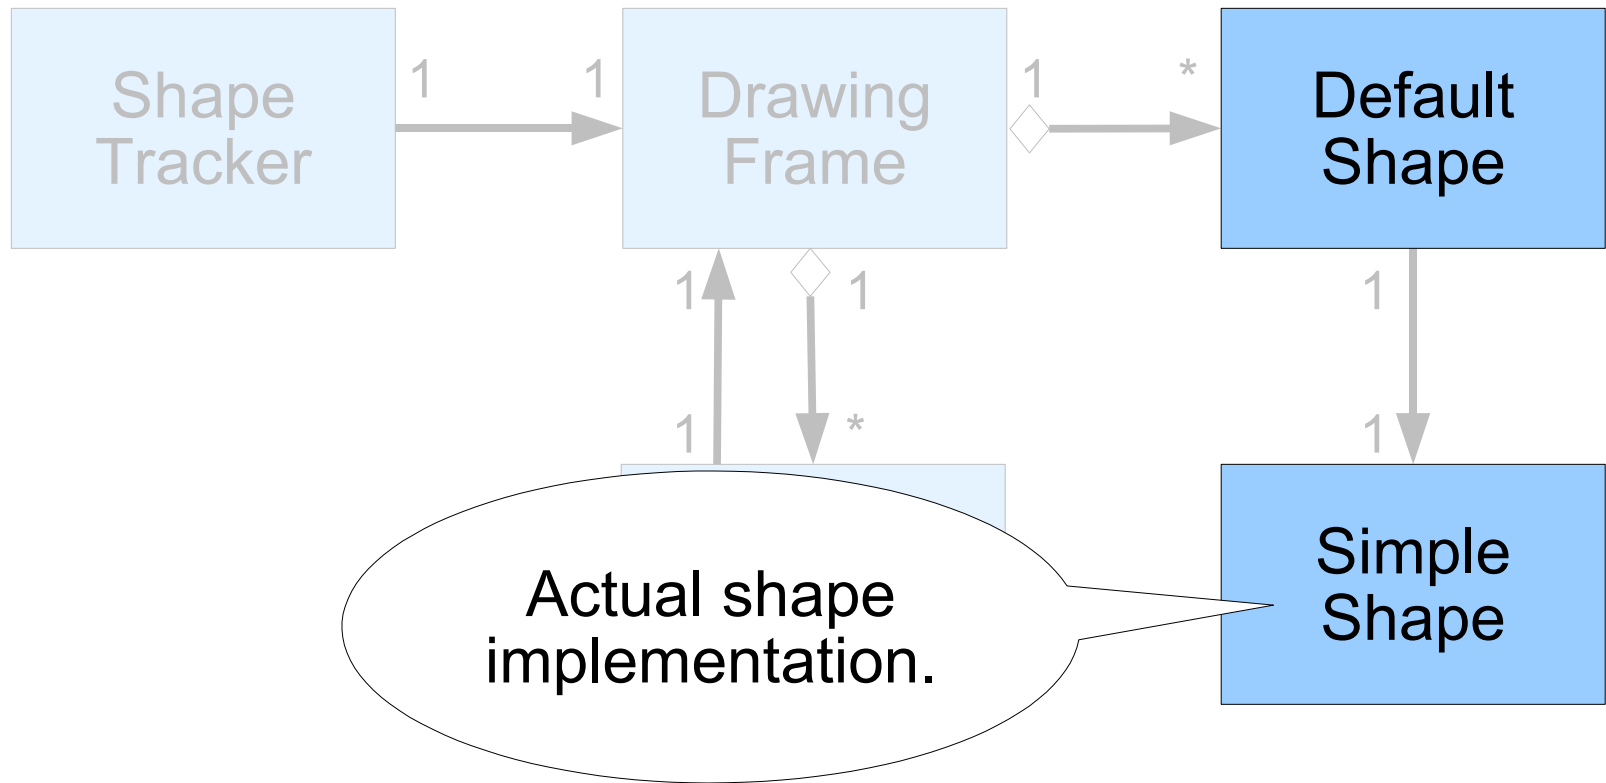 Shape
Tracker
1
1
Drawing
Frame
1
*
Default
Shape
1
1
1
1
*
1
Actual shape
implementation.
Simple
Shape